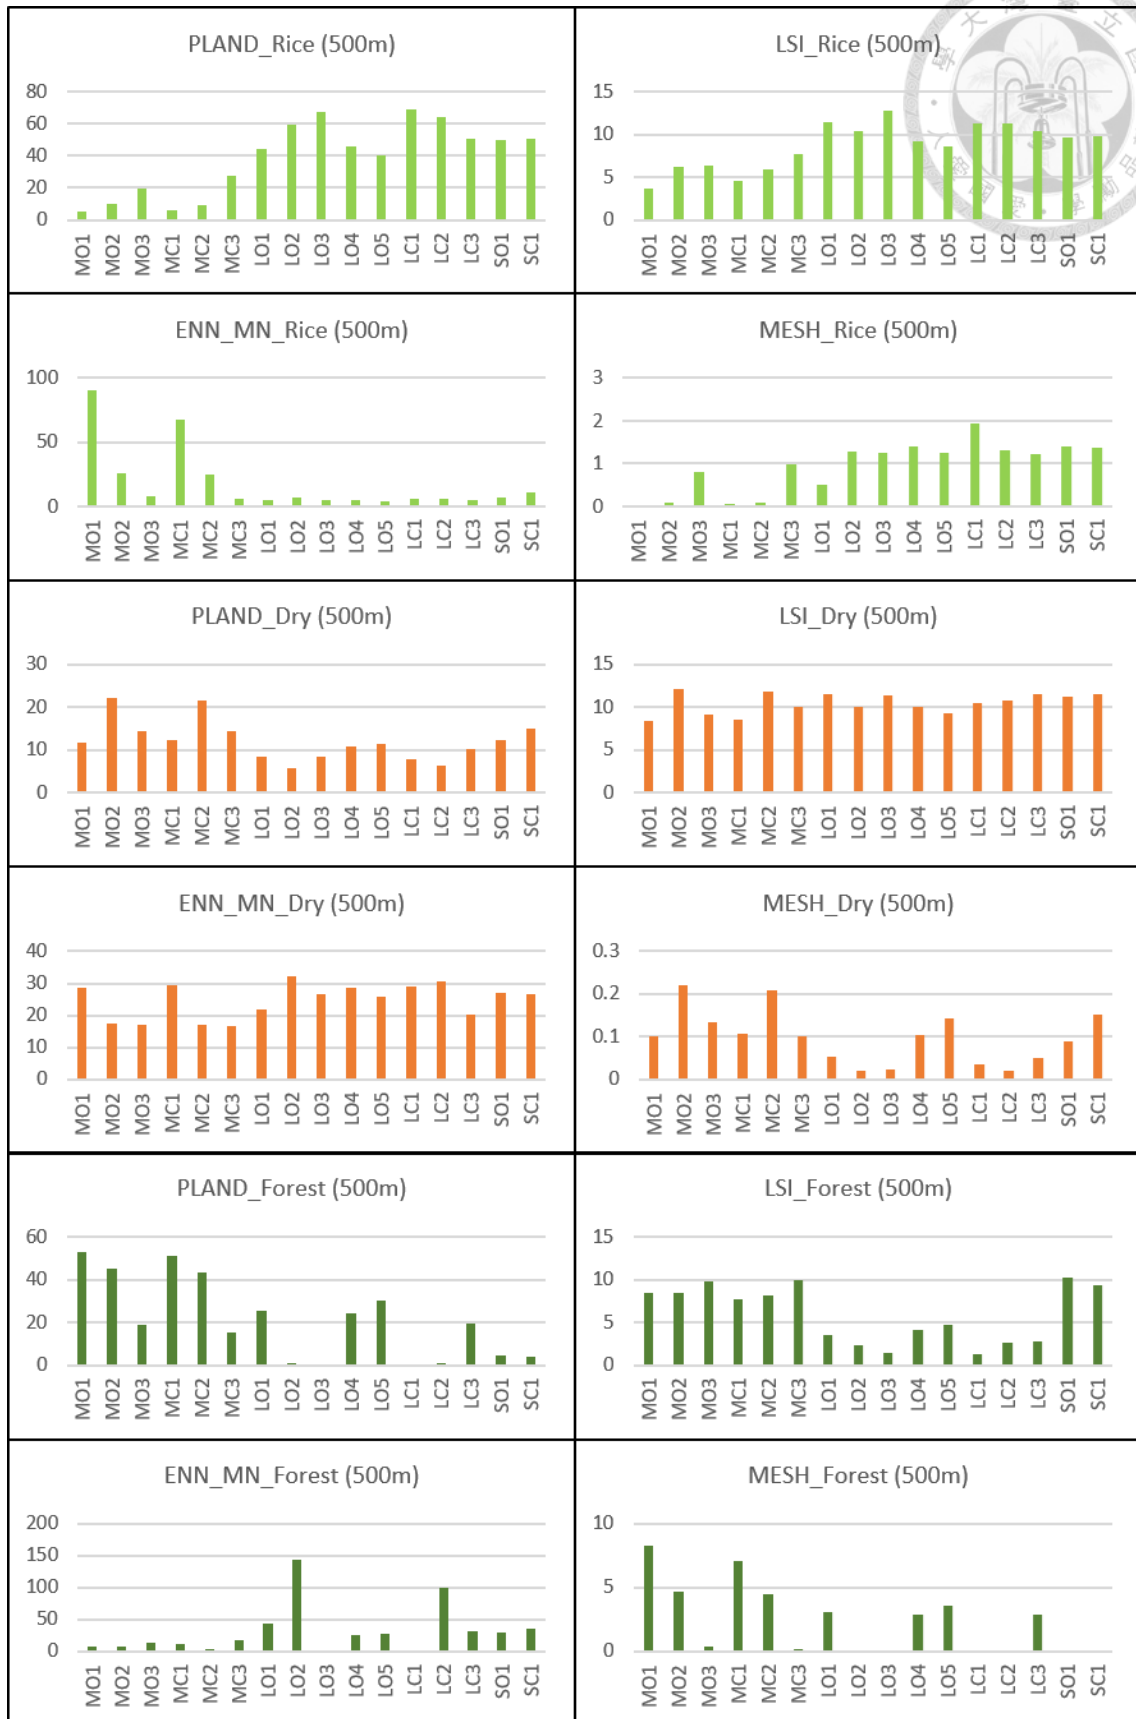 PLAND_Rice (500m)
80
60
40
20
0
MO1 MO2 MO3 MC1 MC2 MC3 LO1 LO2 LO3 LO4 LO5 LC1 LC2 LC3 SO1 SC1
LSI_Rice (500m)
15
10
5
0
MO1 MO2 MO3 MC1 MC2 MC3 LO1 LO2 LO3 LO4 LO5 LC1 LC2 LC3 SO1 SC1
ENN_MN_Rice (500m)
100
50
0
MO1 MO2 MO3 MC1 MC2 MC3 LO1 LO2 LO3 LO4 LO5 LC1 LC2 LC3 SO1 SC1
MESH_Rice (500m)
3
2
1
0
MO1 MO2 MO3 MC1 MC2 MC3 LO1 LO2 LO3 LO4 LO5 LC1 LC2 LC3 SO1 SC1
PLAND_Dry (500m)
30
20
10
0
MO1 MO2 MO3 MC1 MC2 MC3 LO1 LO2 LO3 LO4 LO5 LC1 LC2 LC3 SO1 SC1
LSI_Dry (500m)
15
10
5
0
MO1 MO2 MO3 MC1 MC2 MC3 LO1 LO2 LO3 LO4 LO5 LC1 LC2 LC3 SO1 SC1
ENN_MN_Dry (500m)
40
30
20
10
0
MO1 MO2 MO3 MC1 MC2 MC3 LO1 LO2 LO3 LO4 LO5 LC1 LC2 LC3 SO1 SC1
MESH_Dry (500m)
0.3
0.2
0.1
0
MO1 MO2 MO3 MC1 MC2 MC3 LO1 LO2 LO3 LO4 LO5 LC1 LC2 LC3 SO1 SC1
PLAND_Forest (500m)
60
40
20
0
MO1 MO2 MO3 MC1 MC2 MC3 LO1 LO2 LO3 LO4 LO5 LC1 LC2 LC3 SO1 SC1
LSI_Forest (500m)
15
10
5
0
MO1 MO2 MO3 MC1 MC2 MC3 LO1 LO2 LO3 LO4 LO5 LC1 LC2 LC3 SO1 SC1
ENN_MN_Forest (500m)
200
150
100
50
0
MO1 MO2 MO3 MC1 MC2 MC3 LO1 LO2 LO3 LO4 LO5 LC1 LC2 LC3 SO1 SC1
MESH_Forest (500m)
10
5
0
MO1 MO2 MO3 MC1 MC2 MC3 LO1 LO2 LO3 LO4 LO5 LC1 LC2 LC3 SO1 SC1